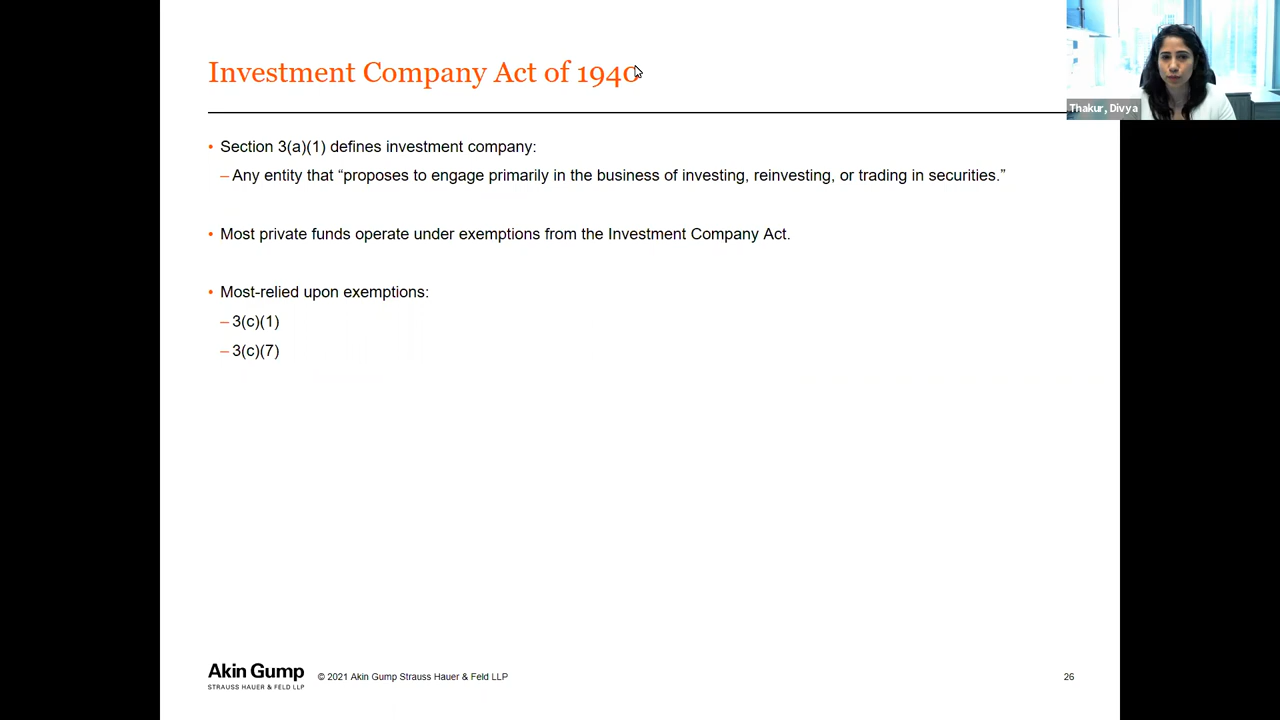 Investment Company Act of 1940
Thakur, Divya
• Section 3(a)(1) defines investment company:
– Any entity that “proposes to engage primarily in the business of investing, reinvesting, or trading in securities.”
• Most private funds operate under exemptions from the Investment Company Act.
• Most-relied upon exemptions:
– 3(c)(1)
– 3(c)(7)
Akin Gump
STRAUSS HAUER & FELD LLP
© 2021 Akin Gump Strauss Hauer & Feld LLP
26